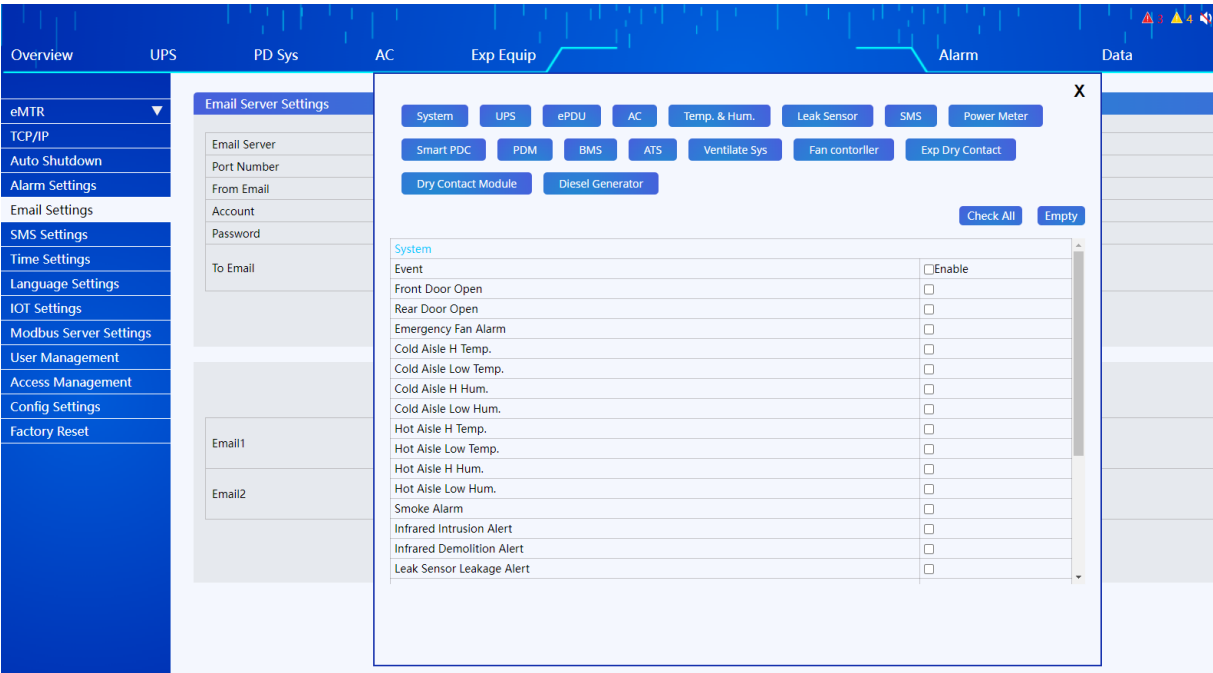 3 4
Overview UPS PD Sys AC Exp Equip Alarm Data
eMTR
TCP/IP
Auto Shutdown
Alarm Settings
Email Settings
SMS Settings
Time Settings
Language Settings
IOT Settings
Modbus Server Settings
User Management
Access Management
Config Settings
Factory Reset
Email Server Settings
Email Server
Port Number
From Email
Account
Password
To Email
Email1
Email2
X
System UPS ePDU AC Temp. & Hum. Leak Sensor SMS Power Meter
Smart PDC PDM BMS ATS Ventilate Sys Fan contorller Exp Dry Contact
Dry Contact Module Diesel Generator
Check All Empty
System
Event Enable
Front Door Open
Rear Door Open
Emergency Fan Alarm
Cold Aisle H Temp.
Cold Aisle Low Temp.
Cold Aisle H Hum.
Cold Aisle Low Hum.
Hot Aisle H Temp.
Hot Aisle Low Temp.
Hot Aisle H Hum.
Hot Aisle Low Hum.
Smoke Alarm
Infrared Intrusion Alert
Infrared Demolition Alert
Leak Sensor Leakage Alert